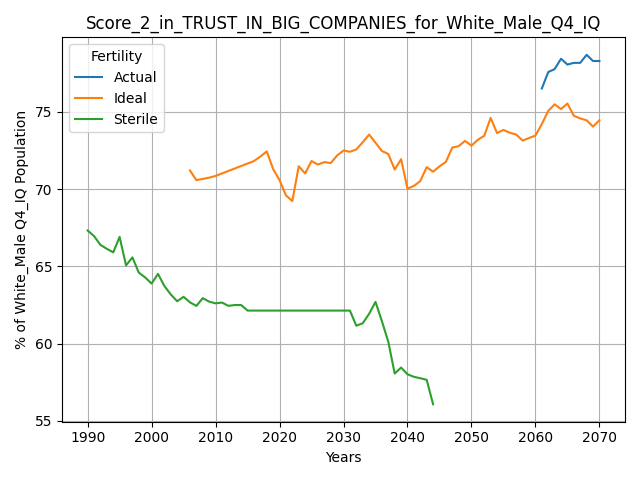 Score_2_in_TRUST_IN_BIG_COMPANIES_for_White_Male_Q4_IQ
Fertility
Actual
Ideal
Sterile
% of White_Male Q4_IQ Population
75
70
65
60
55
1990 2000 2010 2020 2030 2040 2050 2060 2070
Years